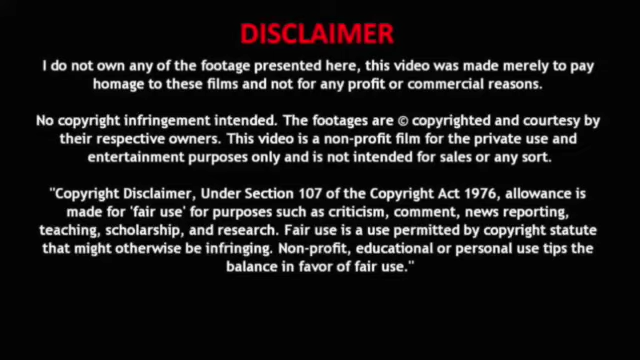 DISCLAIMER
I do not own any of the footage presented here, this video was made merely to pay
homage to these films and not for any profit or commercial reasons.
No copyright infringement intended. The footages are © copyrighted and courtesy by
their respective owners. This video is a non-profit film for the private use and
entertainment purposes only and is not intended for sales or any sort.
"Copyright Disclaimer, Under Section 107 of the Copyright Act 1976, allowance is
made for 'fair use' for purposes such as criticism, comment, news reporting,
teaching, scholarship, and research. Fair use is a use permitted by copyright statute
that might otherwise be infringing. Non-profit, educational or personal use tips the
balance in favor of fair use."